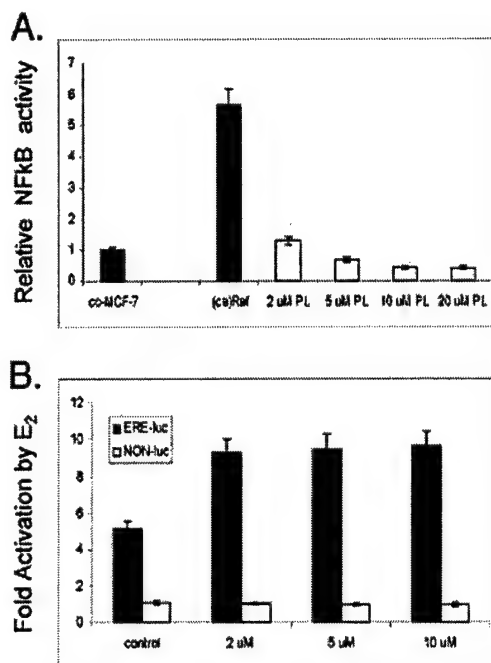 A.
Relative NFkB activity
7
6
5
4
3
2
1
0
co-MCF-7 (ca)Raf 2 uM PL 5 uM PL 10 uM PL 20 uM PL
B.
Fold Activation by E2
12
10
8
6
4
2
0
ERE-luc
NON-luc
control 2 uM 5 uM 10 uM